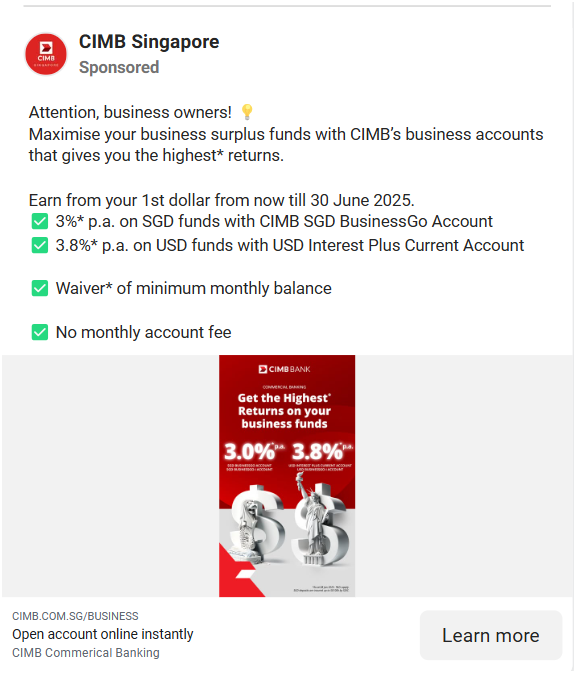 CIMB Singapore
Sponsored
CIMB
SINGAPORE
Attention, business owners! 💡
Maximise your business surplus funds with CIMB’s business accounts
that gives you the highest* returns.
Earn from your 1st dollar from now till 30 June 2025.
✅ 3%* p.a. on SGD funds with CIMB SGD BusinessGo Account
✅ 3.8%* p.a. on USD funds with USD Interest Plus Current Account
✅ Waiver* of minimum monthly balance
✅ No monthly account fee
CIMB BANK
COMMERCIAL BANKING
Get the Highest*
Returns on your
business funds
3.0%*p.a. 3.8%*p.a.
SGD BUSINESSGO ACCOUNT
USD INTEREST PLUS CURRENT ACCOUNT
CIMB.COM.SG/BUSINESS
Open account online instantly
CIMB Commerical Banking
Learn more